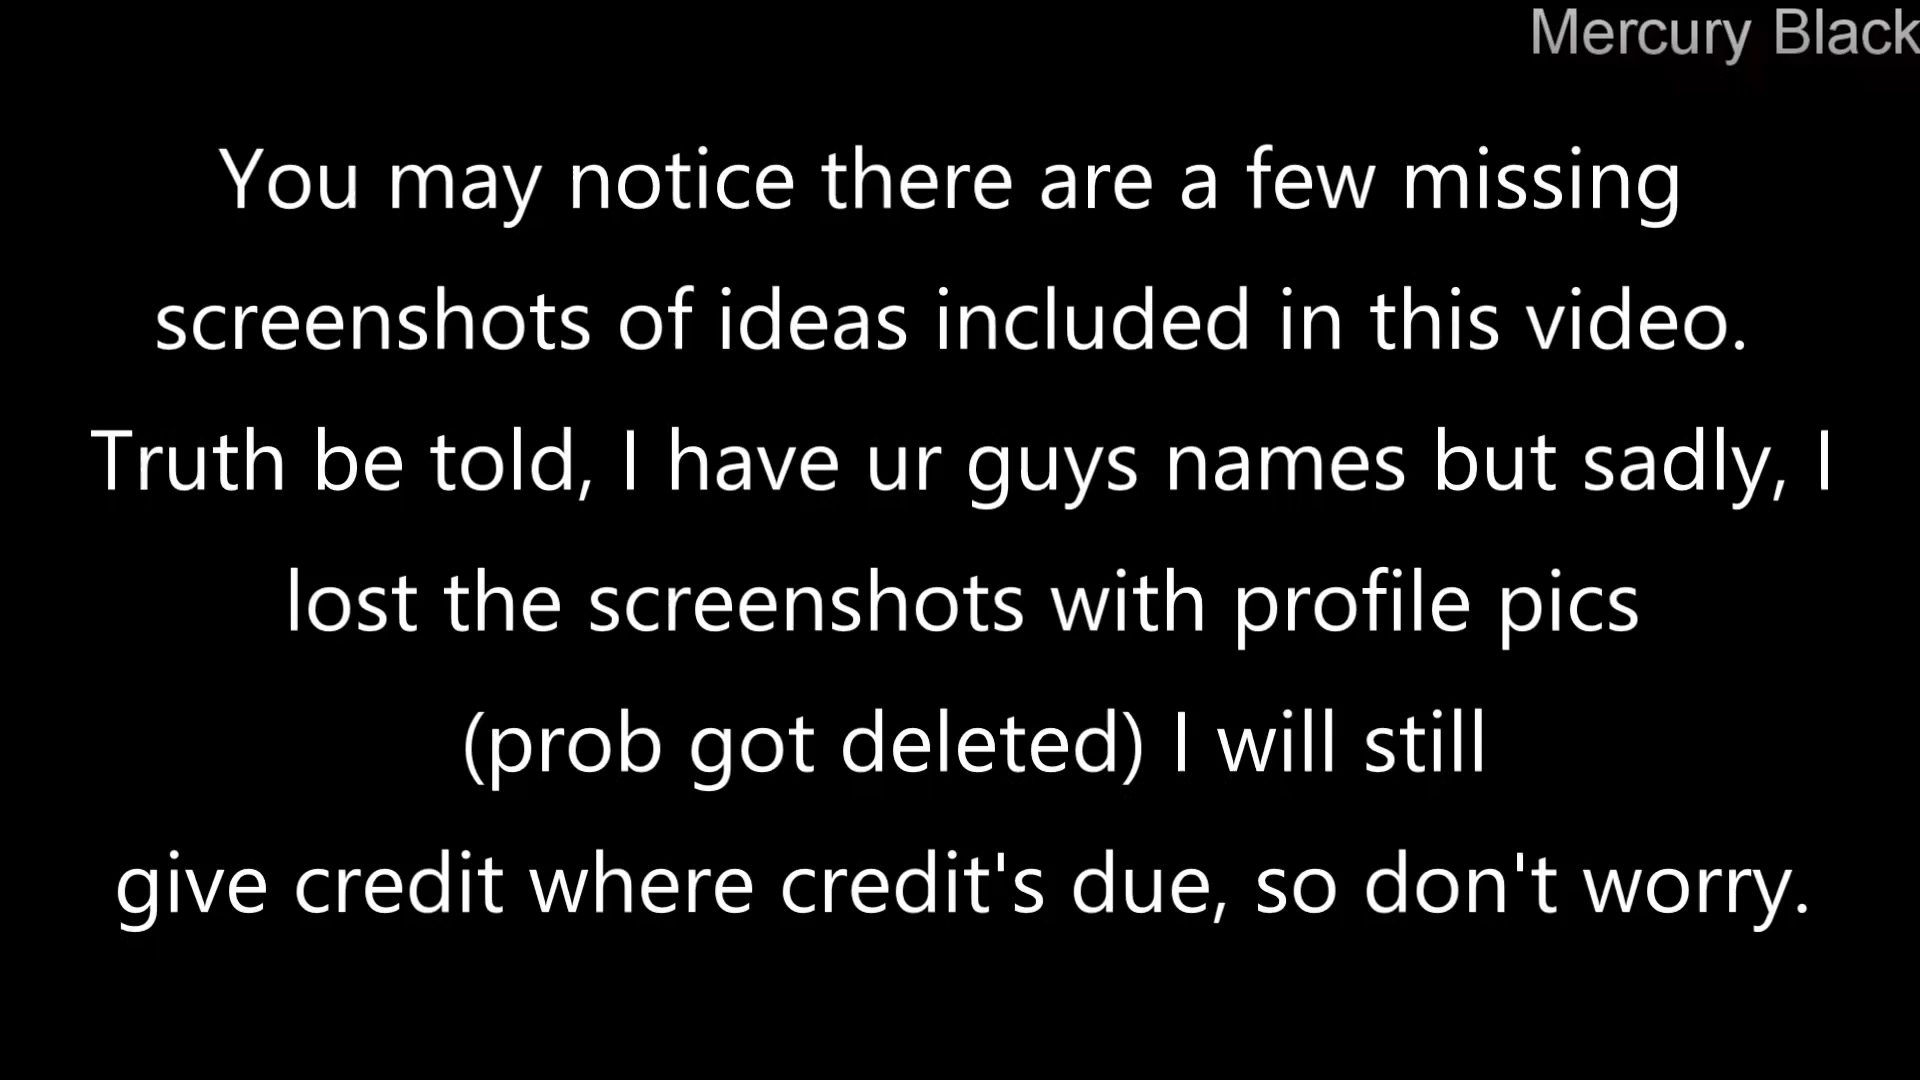 Mercury Black
You may notice there are a few missing
screenshots of ideas included in this video.
Truth be told, I have ur guys names but sadly, I
lost the screenshots with profile pics
(prob got deleted) I will still
give credit where credit's due, so don't worry.